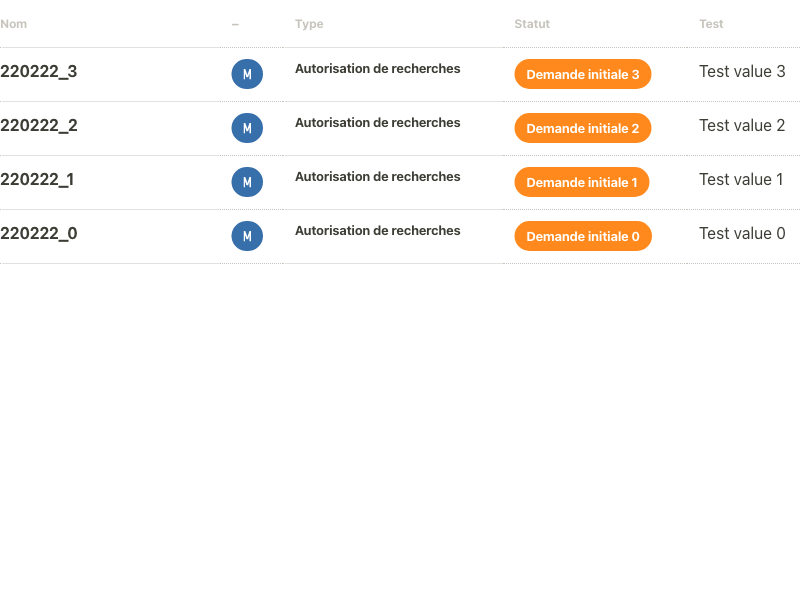 Nom – Type Statut Test
220222_3 M Autorisation de recherches Demande initiale 3 Test value 3
220222_2 M Autorisation de recherches Demande initiale 2 Test value 2
220222_1 M Autorisation de recherches Demande initiale 1 Test value 1
220222_0 M Autorisation de recherches Demande initiale 0 Test value 0